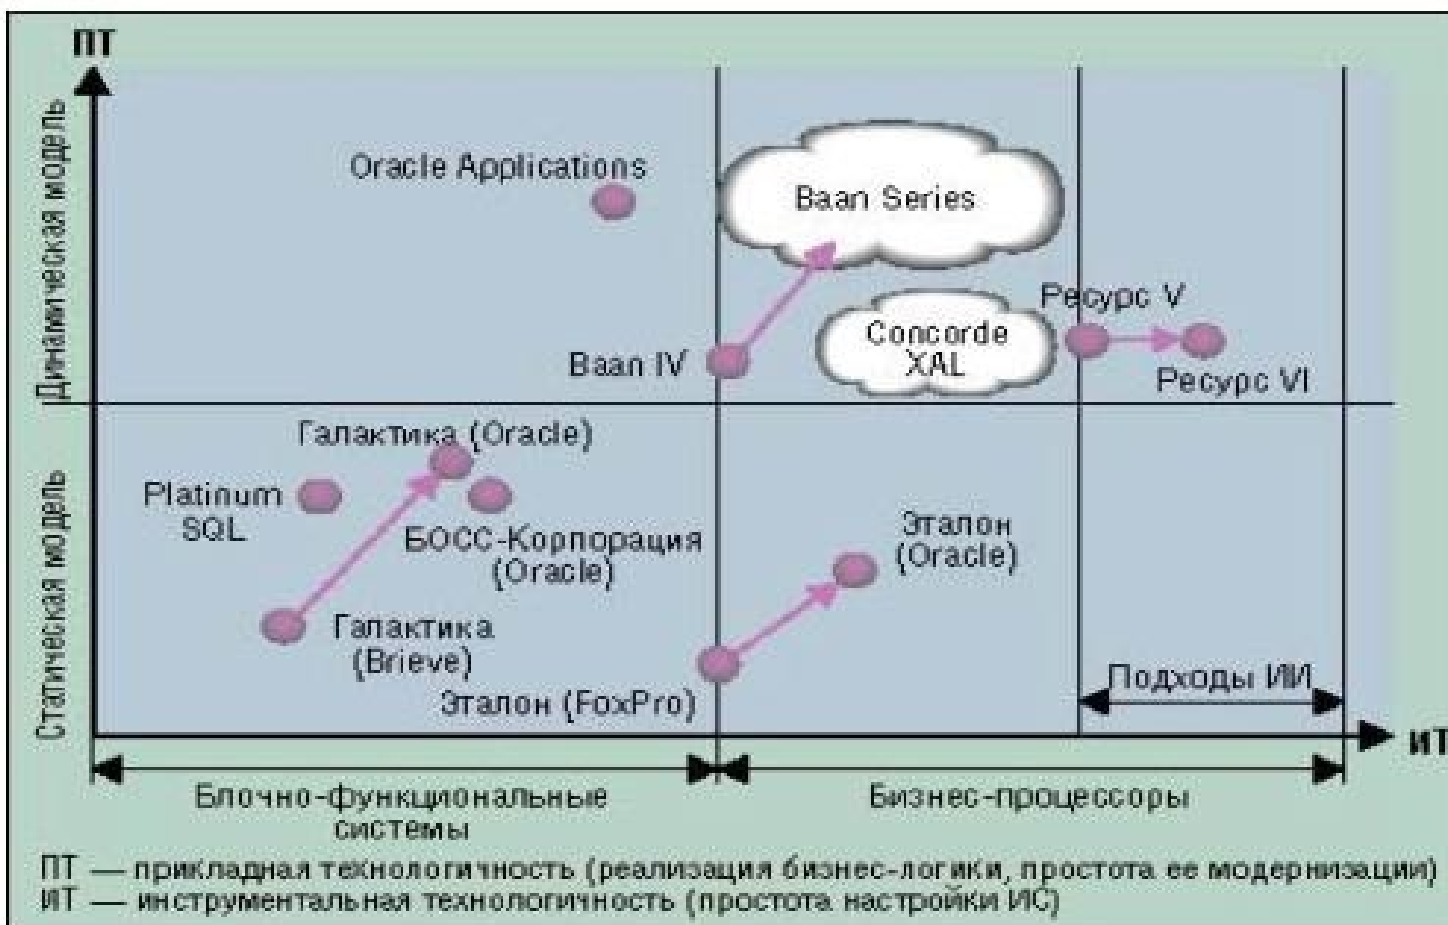 ПТ
Динамическая модель
Статическая модель
Oracle Applications
Baan Series
Ресурс V
Concorde
XAL
Baan IV
Ресурс VI
Галактика (Oracle)
Platinum
SQL
БОСС-Корпорация
(Oracle)
Эталон
(Oracle)
Галактика
(Brieve)
Эталон (FoxPro)
Подходы ИИ
ИТ
Блочно-функциональные
системы
Бизнес-процессоры
ПТ — прикладная технологичность (реализация бизнес-логики, простота ее модернизации)
ИТ — инструментальная технологичность (простота настройки ИС)